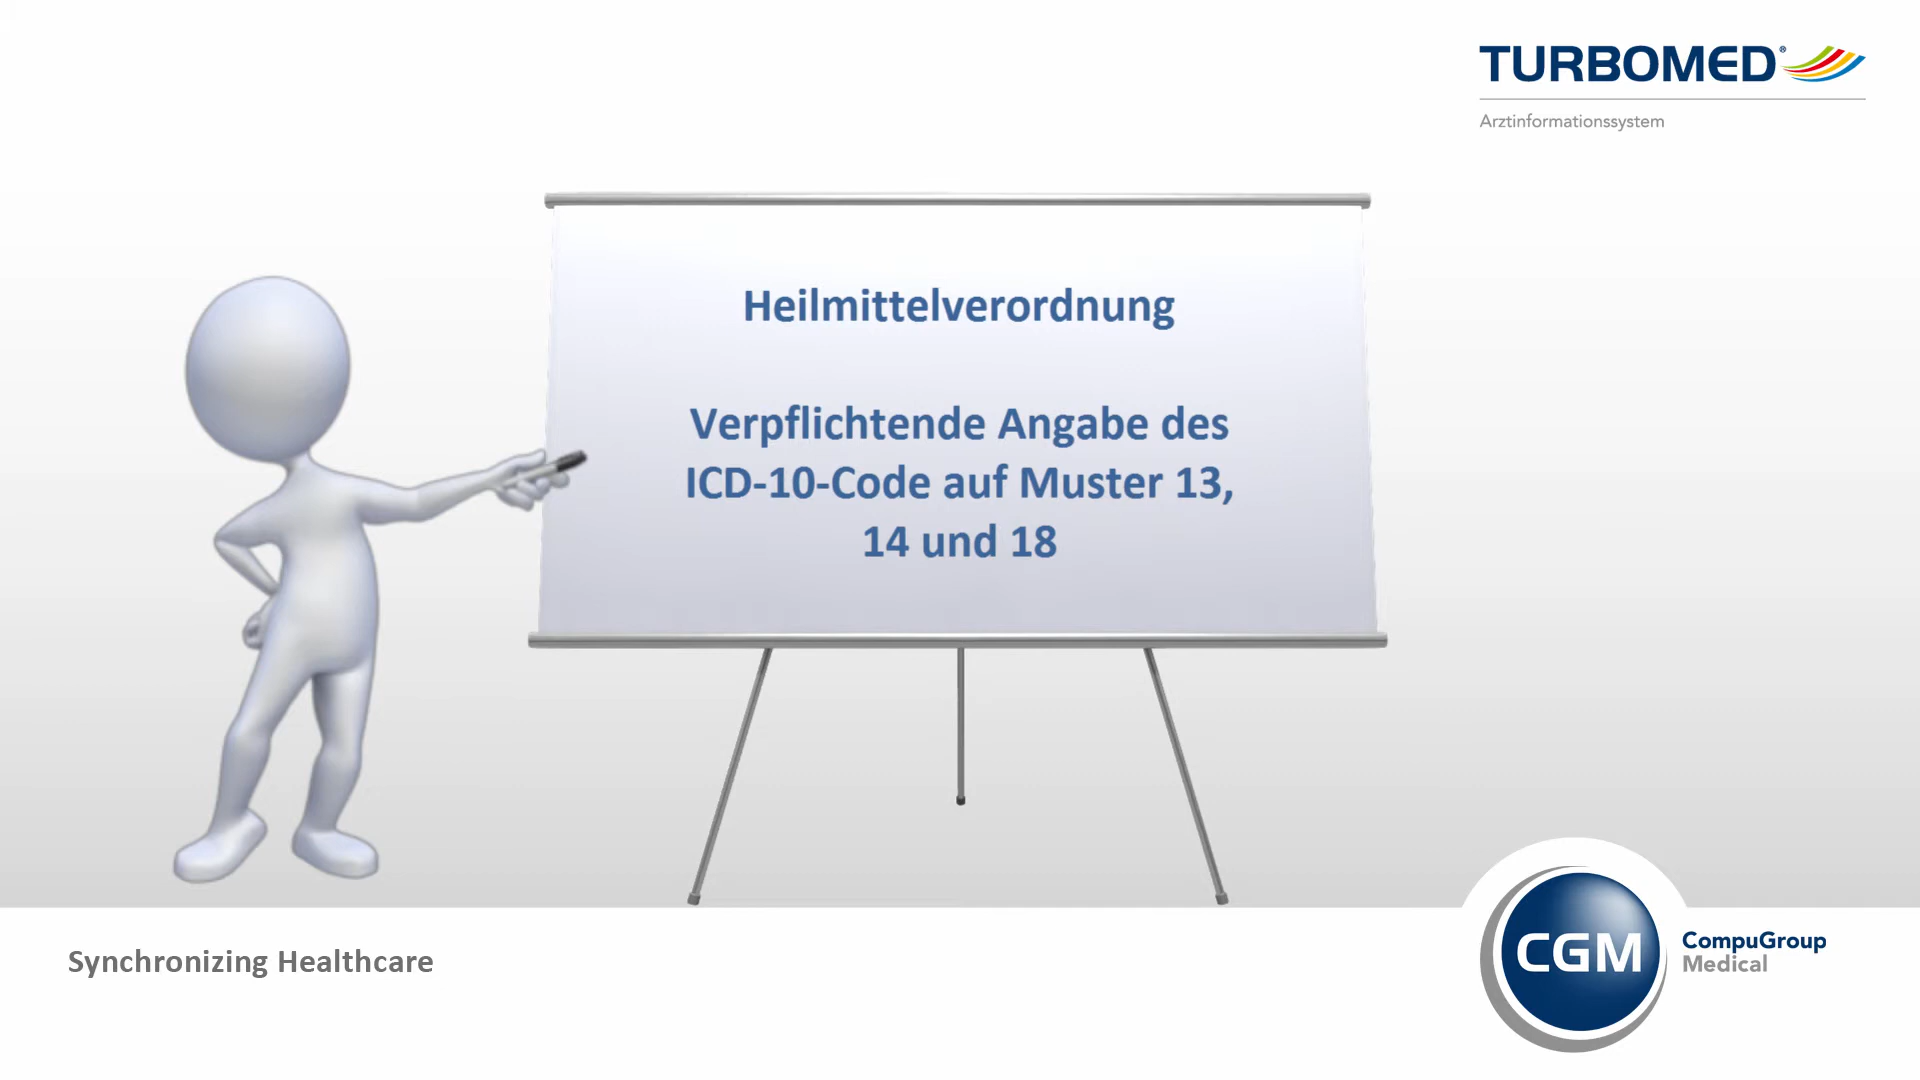 TURBOMED®
Arztinformationssystem
Heilmittelverordnung
Verpflichtende Angabe des
ICD-10-Code auf Muster 13,
14 und 18
Synchronizing Healthcare
CGM
CompuGroup
Medical